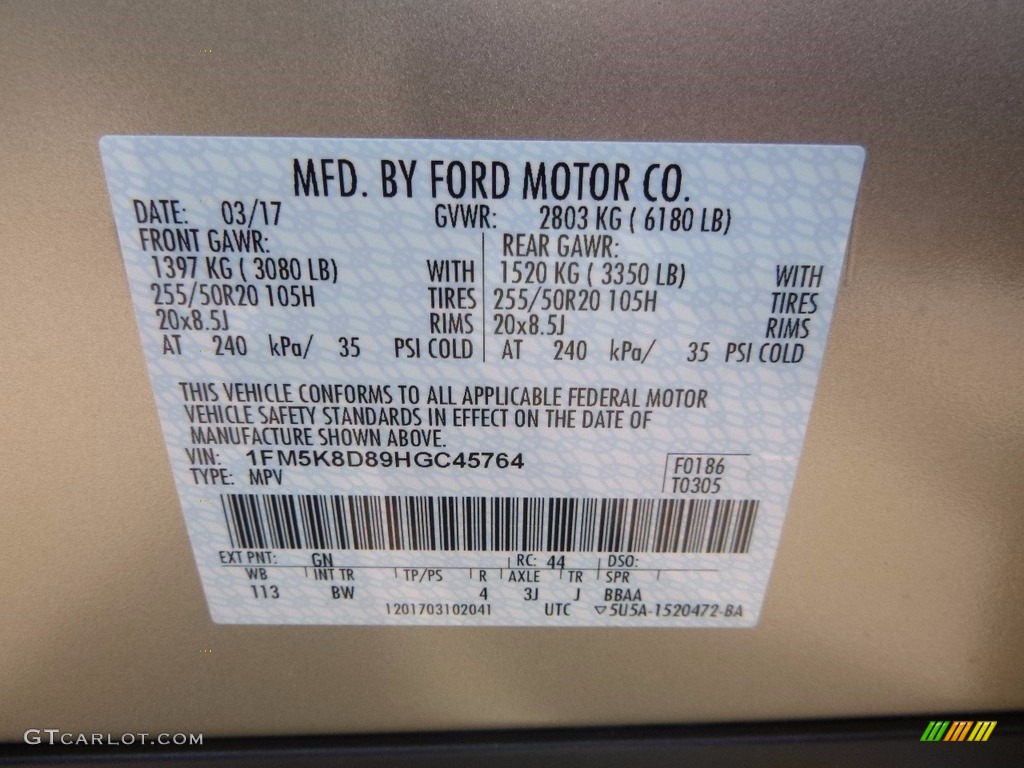 MFD. BY FORD MOTOR CO.
DATE: 03/17 GVWR: 2803 KG ( 6180 LB)
FRONT GAWR: REAR GAWR:
1397 KG ( 3080 LB) WITH 1520 KG ( 3350 LB) WITH
255/50R20 105H TIRES 255/50R20 105H TIRES
20x8.5J RIMS 20x8.5J RIMS
AT 240 kPa/ 35 PSI COLD AT 240 kPa/ 35 PSI COLD
THIS VEHICLE CONFORMS TO ALL APPLICABLE FEDERAL MOTOR
VEHICLE SAFETY STANDARDS IN EFFECT ON THE DATE OF
MANUFACTURE SHOWN ABOVE.
VIN: 1FM5K8D89HGC45764 F0186
TYPE: MPV T0305
EXT PNT: GN RC: 44 DSO:
WB INT TR TP/PS R AXLE TR SPR
113 BW 4 3J J BBAA
1201703102041 UTC ▽5U5A-1520472-BA
GTCARLOT.COM